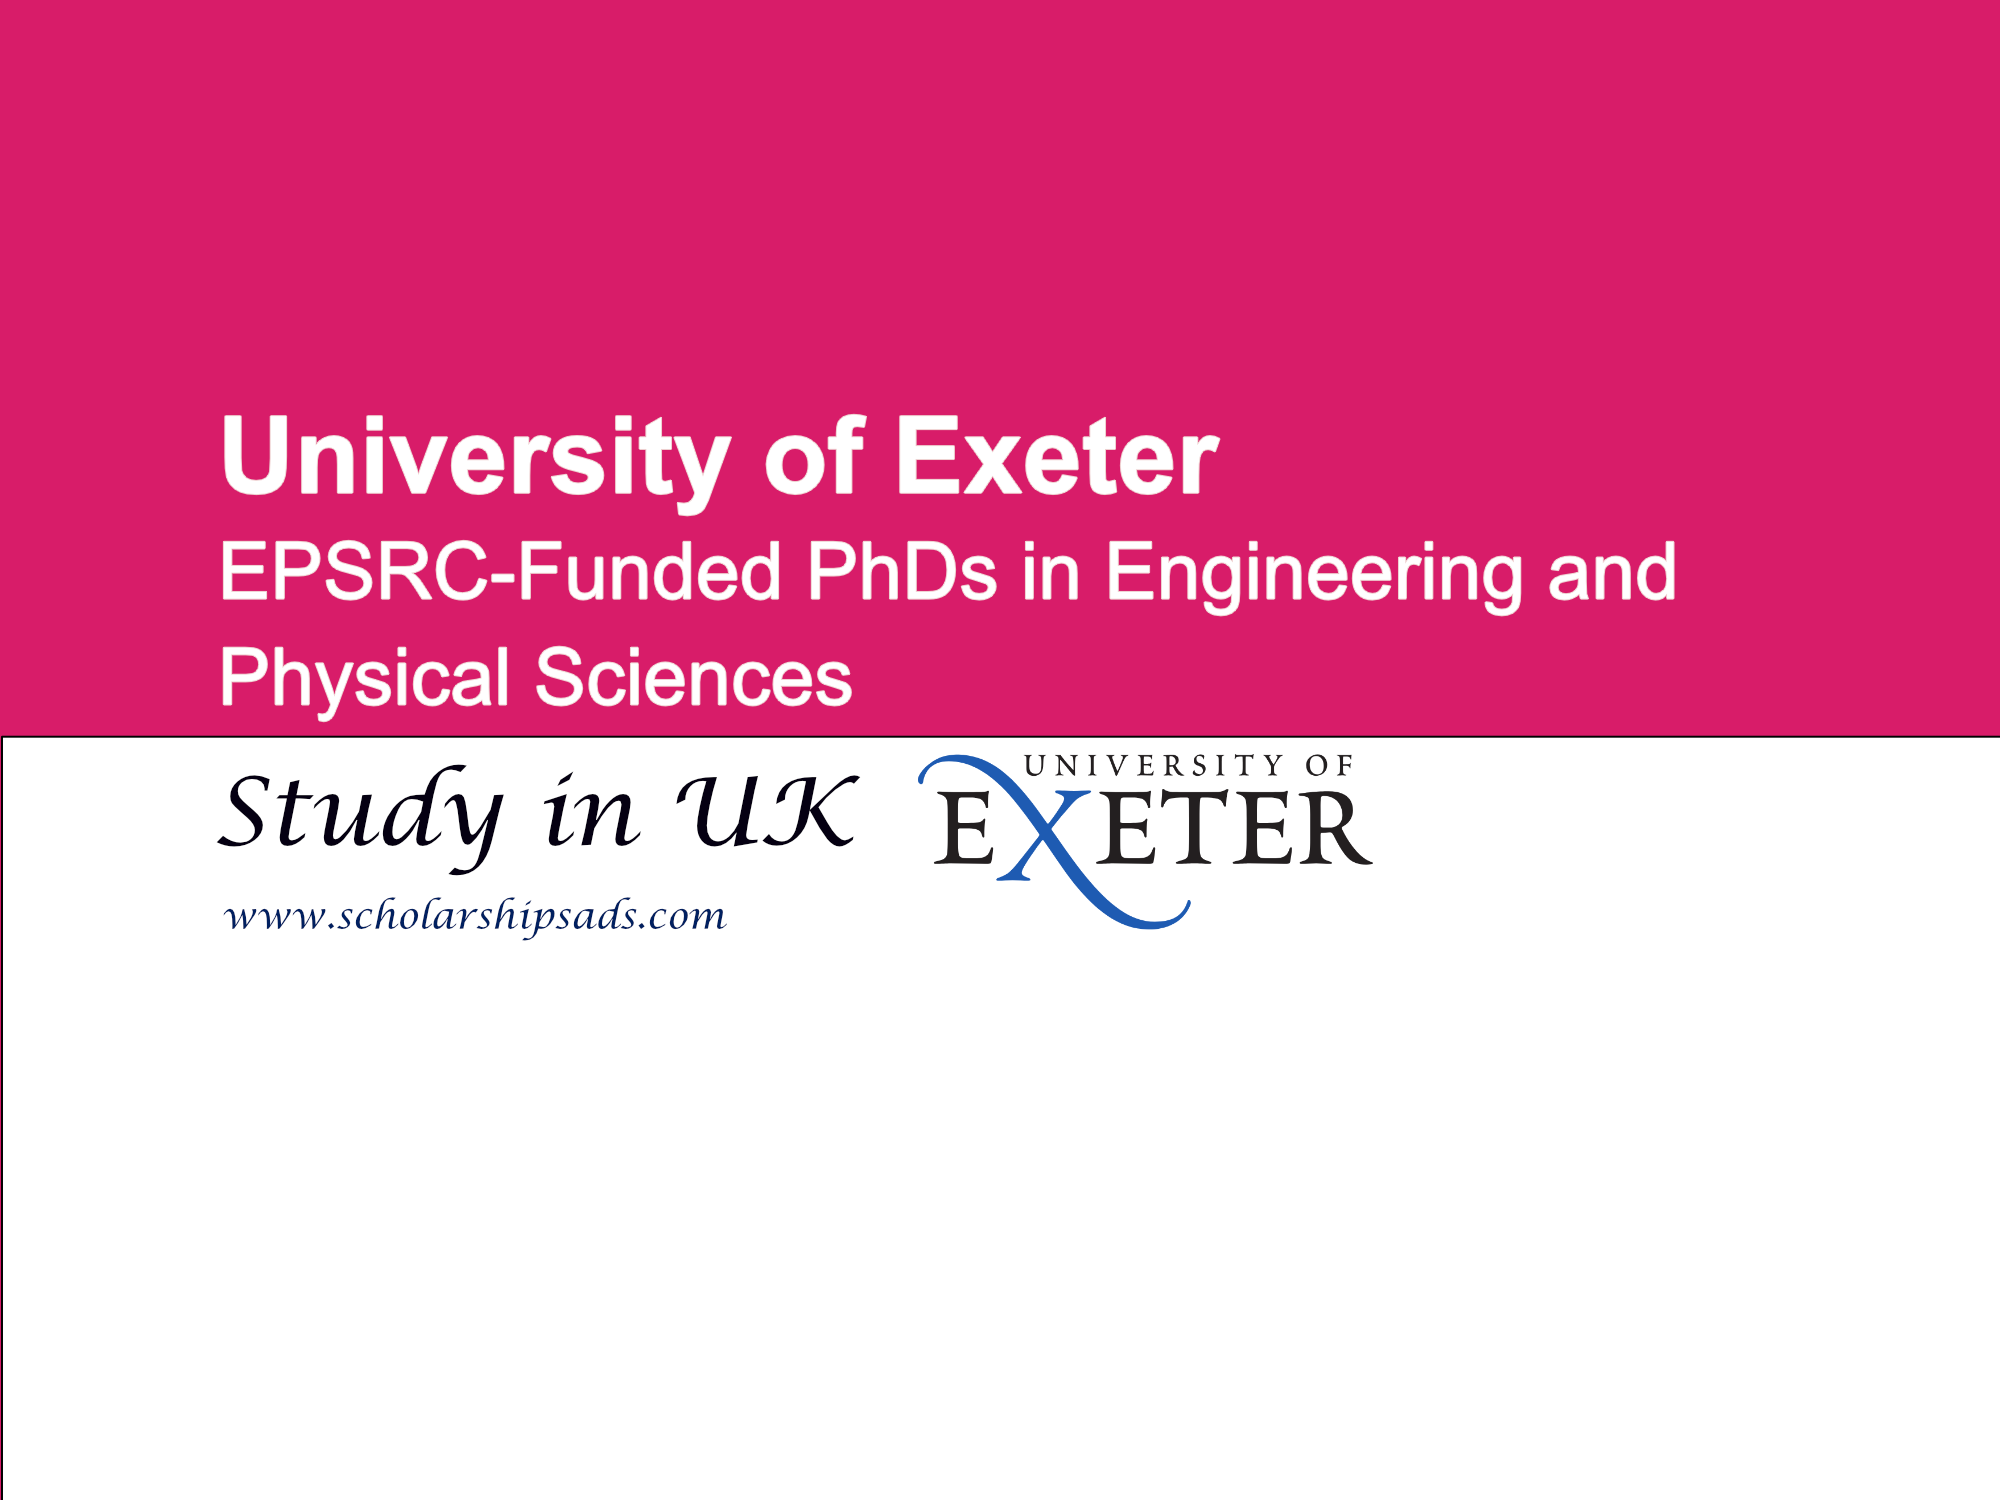 University of Exeter
EPSRC-Funded PhDs in Engineering and
Physical Sciences
Study in UK
UNIVERSITY OF
EXETER
www.scholarshipsads.com